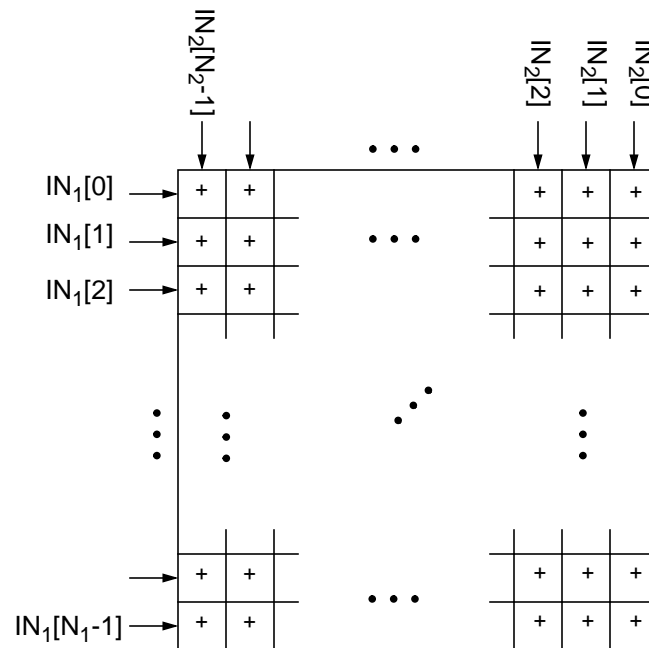 IN₂[N₂-1]
IN₂[2]
IN₂[1]
IN₂[0]
IN₁[0] + + + + +
IN₁[1] + + + + +
IN₁[2] + + + + +
+ + + + +
IN₁[N₁-1] + + + + +